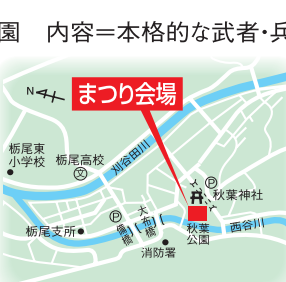 園　内容＝本格的な武者・兵
N
まつり会場
栃尾東
小学校
栃尾高校
文
刈谷田川
P
秋葉神社
栃尾支所
P
大布橋
西谷川
秋葉
公園
消防署